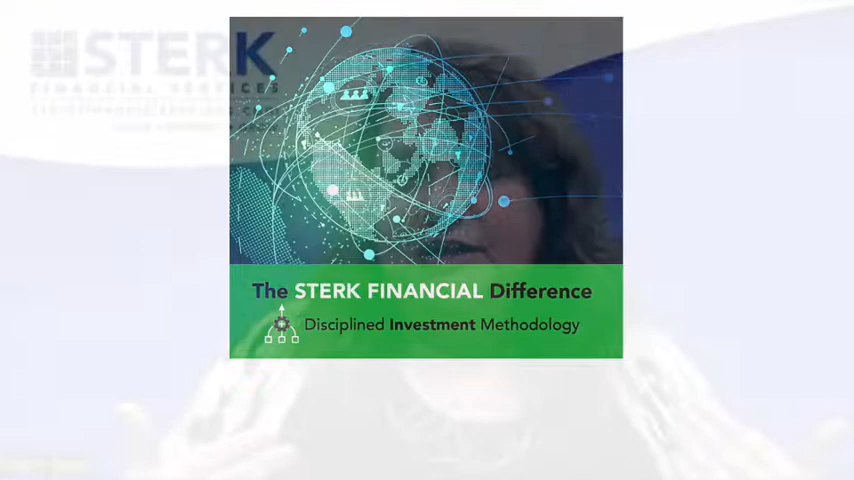 STERK
FINANCIAL SERVICES
The STERK FINANCIAL Difference
Disciplined Investment Methodology